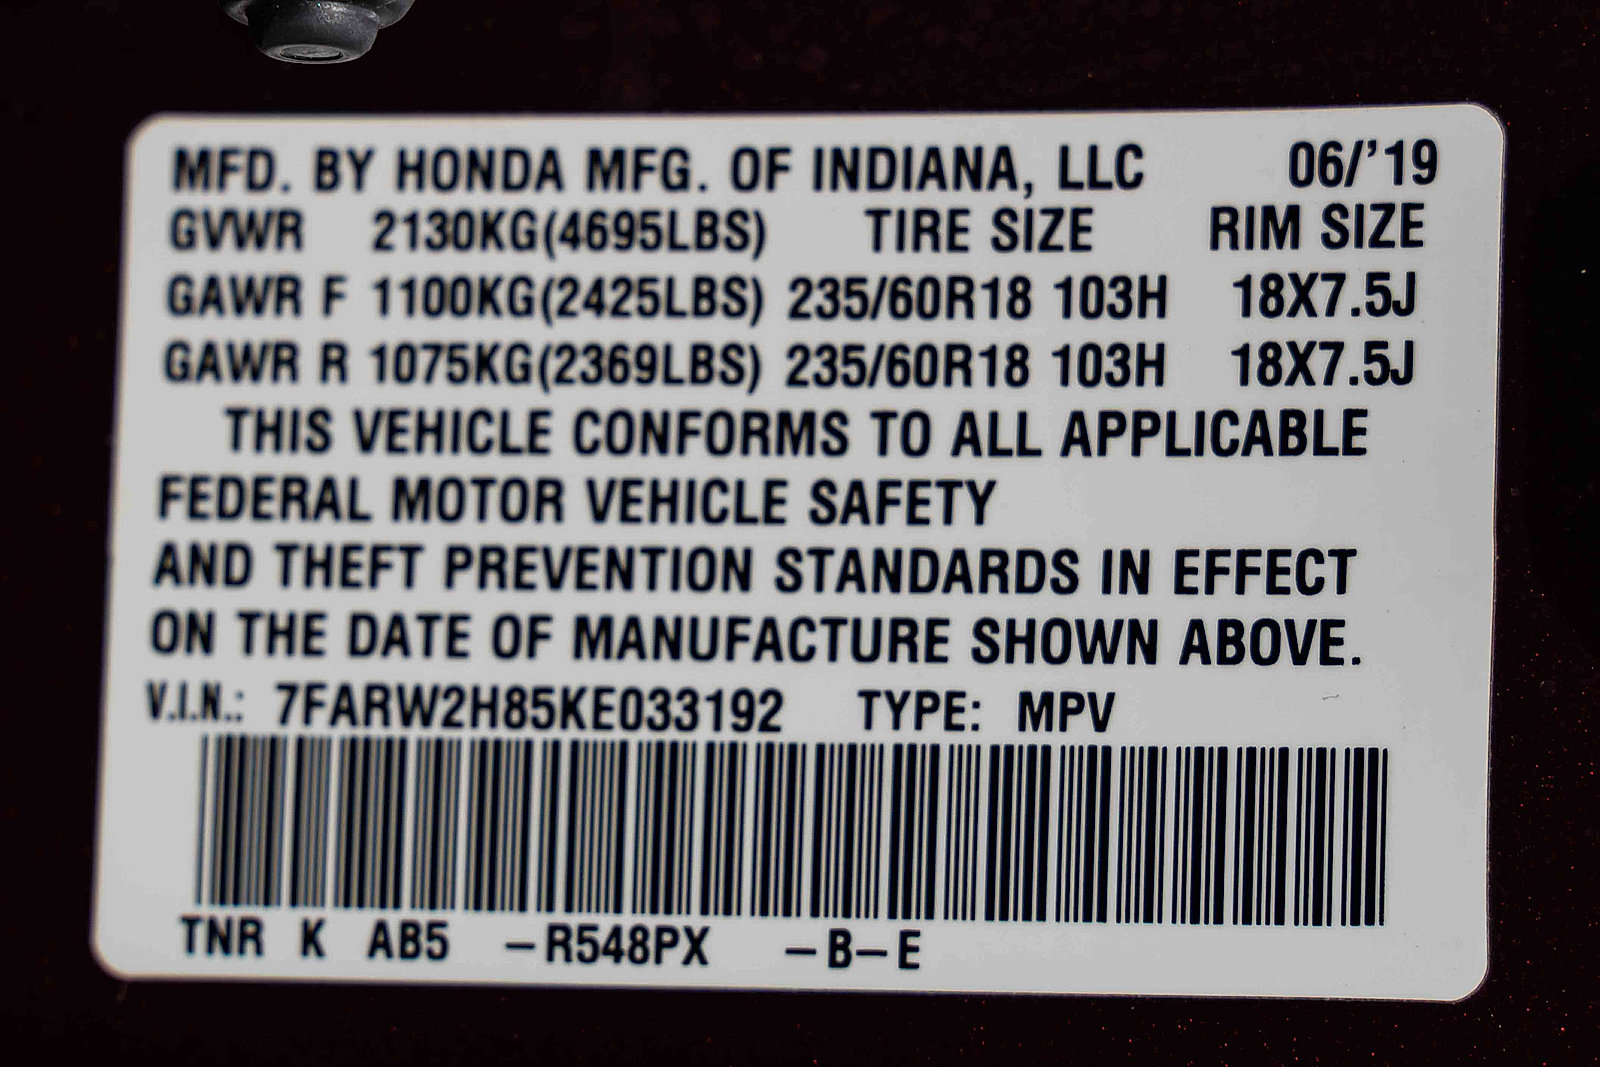 MFD. BY HONDA MFG. OF INDIANA, LLC 06/'19
GVWR 2130KG(4695LBS) TIRE SIZE RIM SIZE
GAWR F 1100KG(2425LBS) 235/60R18 103H 18X7.5J
GAWR R 1075KG(2369LBS) 235/60R18 103H 18X7.5J
THIS VEHICLE CONFORMS TO ALL APPLICABLE
FEDERAL MOTOR VEHICLE SAFETY
AND THEFT PREVENTION STANDARDS IN EFFECT
ON THE DATE OF MANUFACTURE SHOWN ABOVE.
V.I.N.: 7FARW2H85KE033192 TYPE: MPV
TNR K AB5 –R548PX –B–E